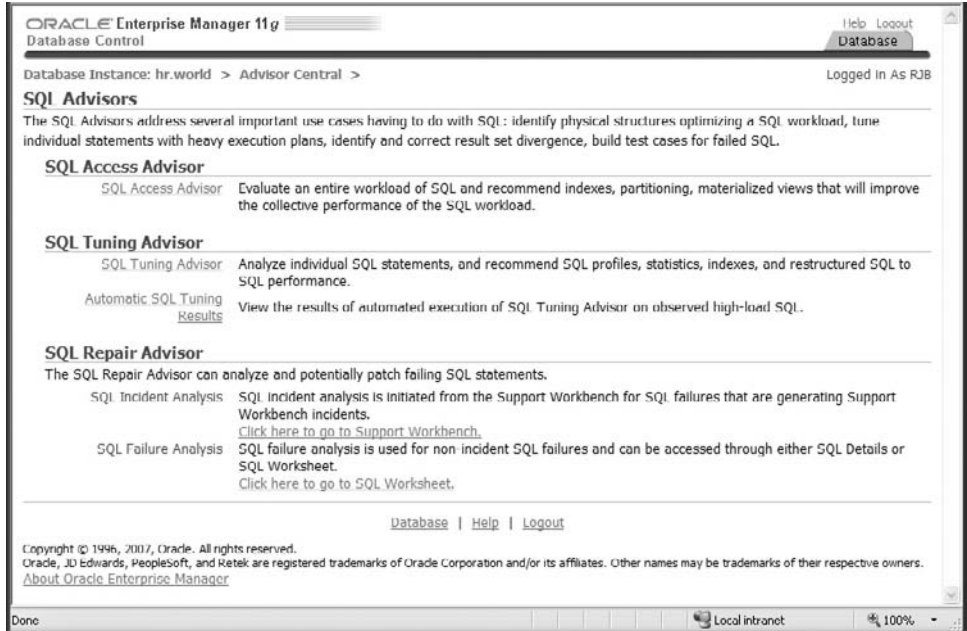 ORACLE Enterprise Manager 11g
Database Control
Help Logout
Database
Database Instance: hr.world > Advisor Central >
Logged in As RJB
SQL Advisors
The SQL Advisors address several important use cases having to do with SQL: identify physical structures optimizing a SQL workload, tune
individual statements with heavy execution plans, identify and correct result set divergence, build test cases for failed SQL.
SQL Access Advisor
SQL Access Advisor
Evaluate an entire workload of SQL and recommend indexes, partitioning, materialized views that will improve
the collective performance of the SQL workload.
SQL Tuning Advisor
SQL Tuning Advisor
Analyze individual SQL statements, and recommend SQL profiles, statistics, indexes, and restructured SQL to
SQL performance.
Automatic SQL Tuning
Results
View the results of automated execution of SQL Tuning Advisor on observed high-load SQL.
SQL Repair Advisor
The SQL Repair Advisor can analyze and potentially patch failing SQL statements.
SQL Incident Analysis
SQL incident analysis is initiated from the Support Workbench for SQL failures that are generating Support
Workbench incidents.
Click here to go to Support Workbench.
SQL Failure Analysis
SQL failure analysis is used for non-incident SQL failures and can be accessed through either SQL Details or
SQL Worksheet.
Click here to go to SQL Worksheet.
Database | Help | Logout
Copyright © 1996, 2007, Oracle. All rights reserved.
Oracle, JD Edwards, PeopleSoft, and Retek are registered trademarks of Oracle Corporation and/or its affiliates. Other names may be trademarks of their respective owners.
About Oracle Enterprise Manager
Done
Local intranet
100%